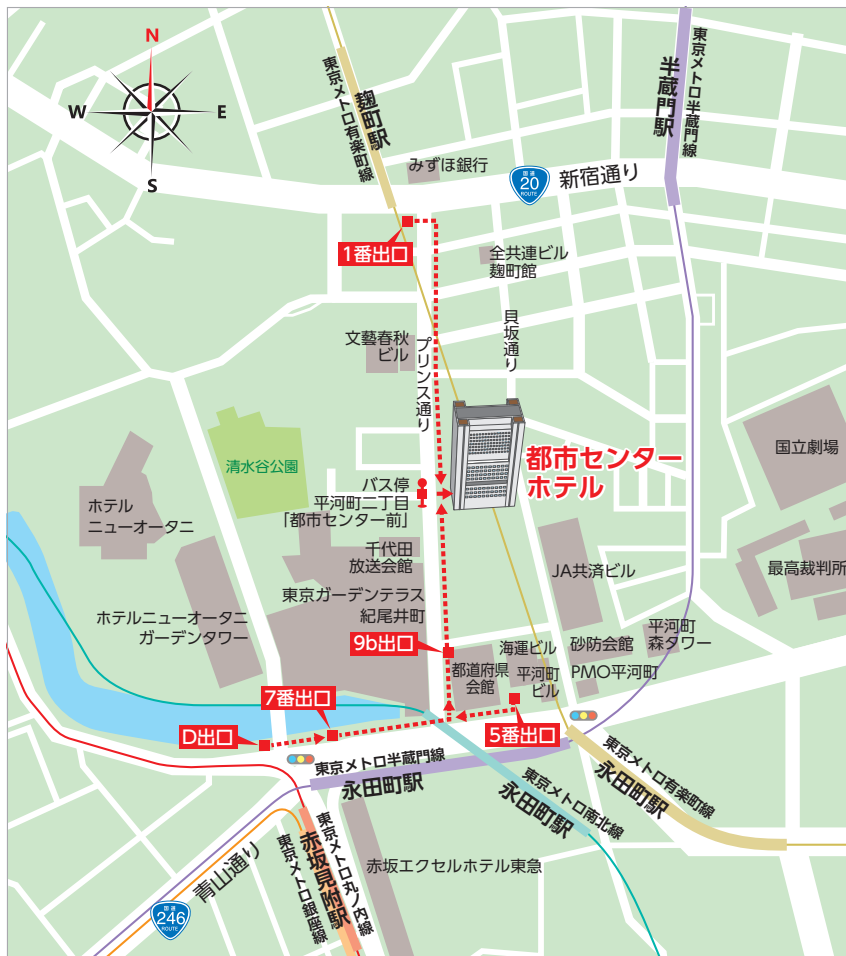 N
W
E
S
東京メトロ有楽町線
麹町駅
みずほ銀行
国道
20
ROUTE
新宿通り
東京メトロ半蔵門線
半蔵門駅
1番出口
全共連ビル
麹町館
文藝春秋
ビル
プリンス通り
貝坂通り
都市センター
ホテル
国立劇場
清水谷公園
バス停
平河町二丁目
「都市センター前」
ホテル
ニューオータニ
千代田
放送会館
JA共済ビル
最高裁判所
東京ガーデンテラス
紀尾井町
ホテルニューオータニ
ガーデンタワー
9b出口
海運ビル
砂防会館
平河町
森タワー
都道府県
会館
平河町
ビル
PMO平河町
7番出口
D出口
5番出口
東京メトロ半蔵門線
永田町駅
東京メトロ南北線
永田町駅
東京メトロ有楽町線
永田町駅
青山通り
国道
246
ROUTE
東京メトロ銀座線
赤坂見附駅
東京メトロ丸ノ内線
赤坂エクセルホテル東急